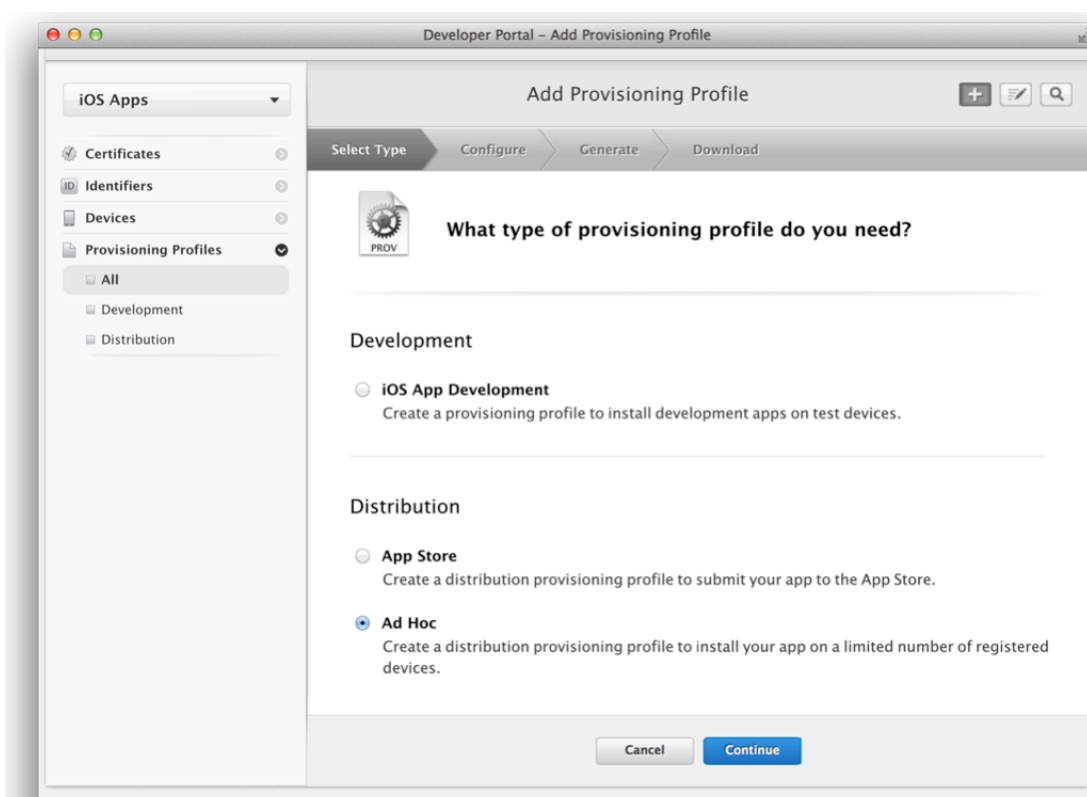 Developer Portal – Add Provisioning Profile
iOS Apps
Add Provisioning Profile
Certificates
ID Identifiers
Devices
Provisioning Profiles
All
Development
Distribution
Select Type Configure Generate Download
PROV
What type of provisioning profile do you need?
Development
iOS App Development
Create a provisioning profile to install development apps on test devices.
Distribution
App Store
Create a distribution provisioning profile to submit your app to the App Store.
Ad Hoc
Create a distribution provisioning profile to install your app on a limited number of registered
devices.
Cancel Continue